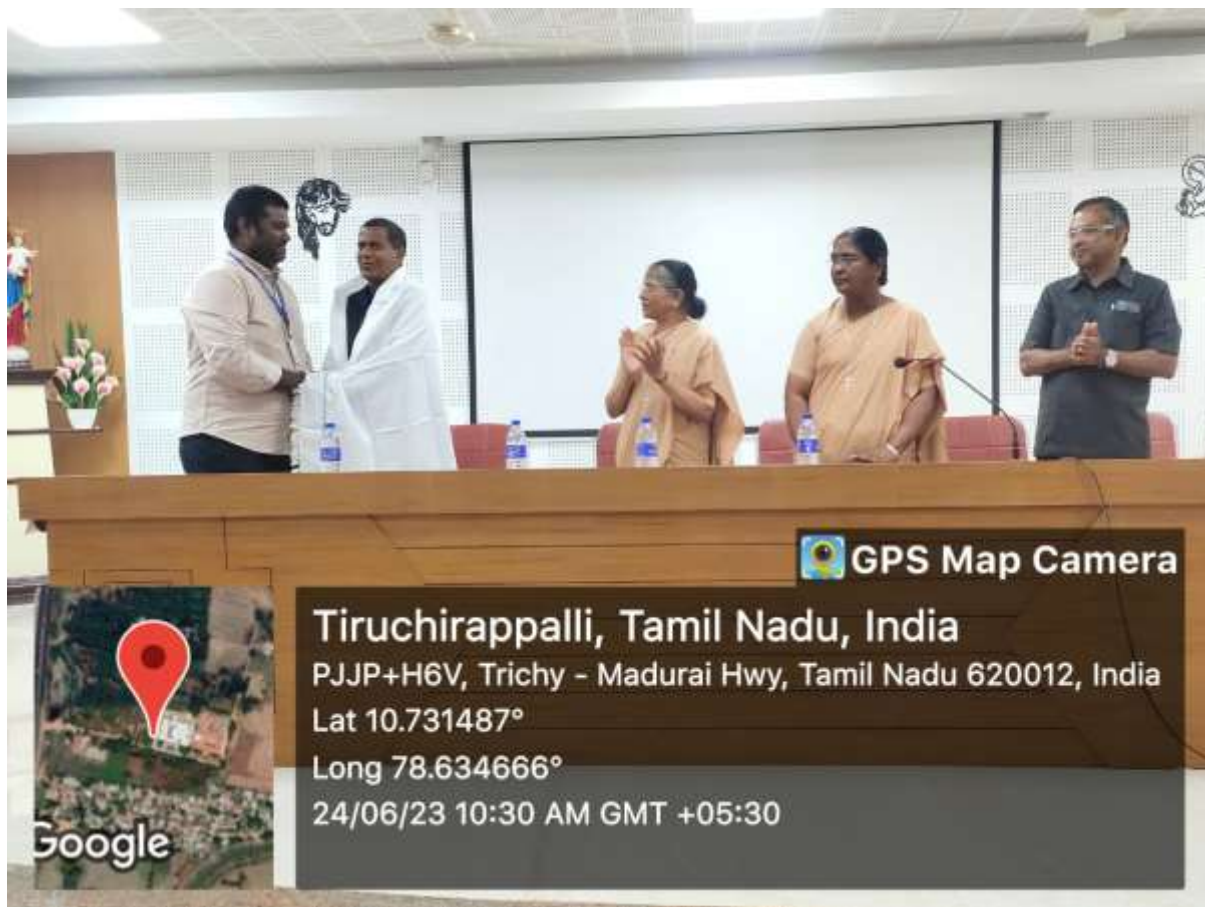 GPS Map Camera
Tiruchirappalli, Tamil Nadu, India
PJJP+H6V, Trichy - Madurai Hwy, Tamil Nadu 620012, India
Lat 10.731487°
Long 78.634666°
24/06/23 10:30 AM GMT +05:30
Google